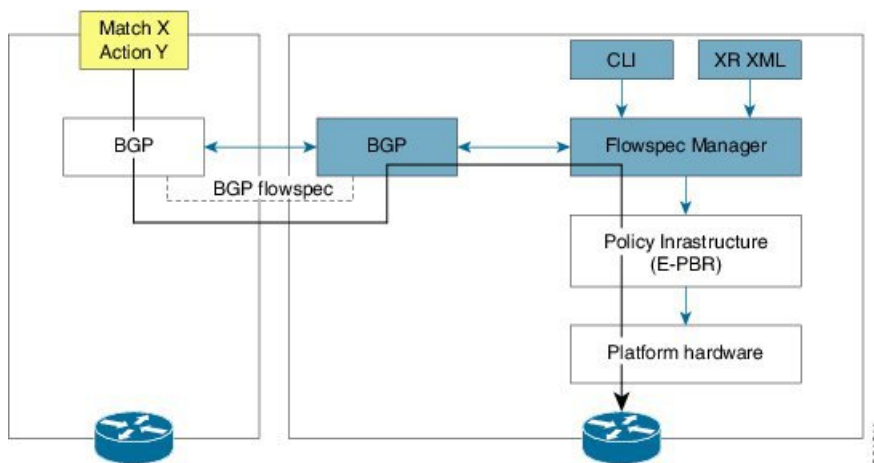 Match X
Action Y
CLI
XR XML
BGP
BGP
Flowspec Manager
BGP flowspec
Policy Inrastructure
(E-PBR)
Platform hardware